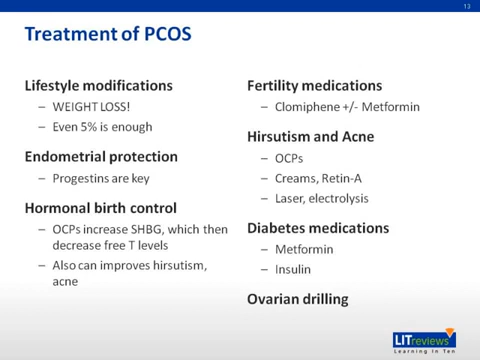 13
Treatment of PCOS
Lifestyle modifications
– WEIGHT LOSS!
– Even 5% is enough
Endometrial protection
– Progestins are key
Hormonal birth control
– OCPs increase SHBG, which then
decrease free T levels
– Also can improves hirsutism,
acne
Fertility medications
– Clomiphene +/- Metformin
Hirsutism and Acne
– OCPs
– Creams, Retin-A
– Laser, electrolysis
Diabetes medications
– Metformin
– Insulin
Ovarian drilling
LITreviews
Learning In Ten